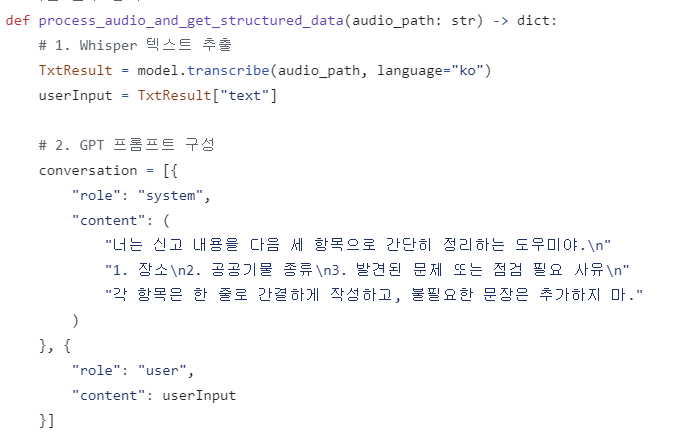 def process_audio_and_get_structured_data(audio_path: str) -> dict:
    # 1. Whisper 텍스트 추출
    TxtResult = model.transcribe(audio_path, language="ko")
    userInput = TxtResult["text"]

    # 2. GPT 프롬프트 구성
    conversation = [{
        "role": "system",
        "content": (
            "너는 신고 내용을 다음 세 항목으로 간단히 정리하는 도우미야.\n"
            "1. 장소\n2. 공공기물 종류\n3. 발견된 문제 또는 점검 필요 사유\n"
            "각 항목은 한 줄로 간결하게 작성하고, 불필요한 문장은 추가하지 마."
        )
    }, {
        "role": "user",
        "content": userInput
    }]